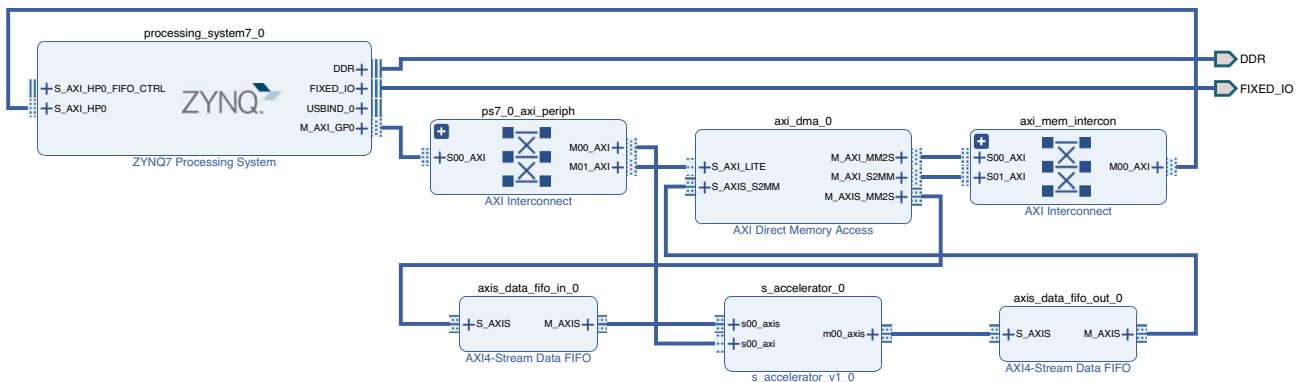 processing_system7_0
DDR
S_AXI_HP0_FIFO_CTRL
FIXED_IO
S_AXI_HP0
USBIND_0
M_AXI_GP0
ZYNQ
TM
ZYNQ7 Processing System
DDR
FIXED_IO
ps7_0_axi_periph
S00_AXI
M00_AXI
M01_AXI
AXI Interconnect
axi_dma_0
S_AXI_LITE
S_AXIS_S2MM
M_AXI_MM2S
M_AXI_S2MM
M_AXIS_MM2S
AXI Direct Memory Access
axi_mem_intercon
S00_AXI
S01_AXI
M00_AXI
AXI Interconnect
axis_data_fifo_in_0
S_AXIS
M_AXIS
AXI4-Stream Data FIFO
s_accelerator_0
s00_axis
s00_axi
m00_axis
s_accelerator_v1_0
axis_data_fifo_out_0
S_AXIS
M_AXIS
AXI4-Stream Data FIFO